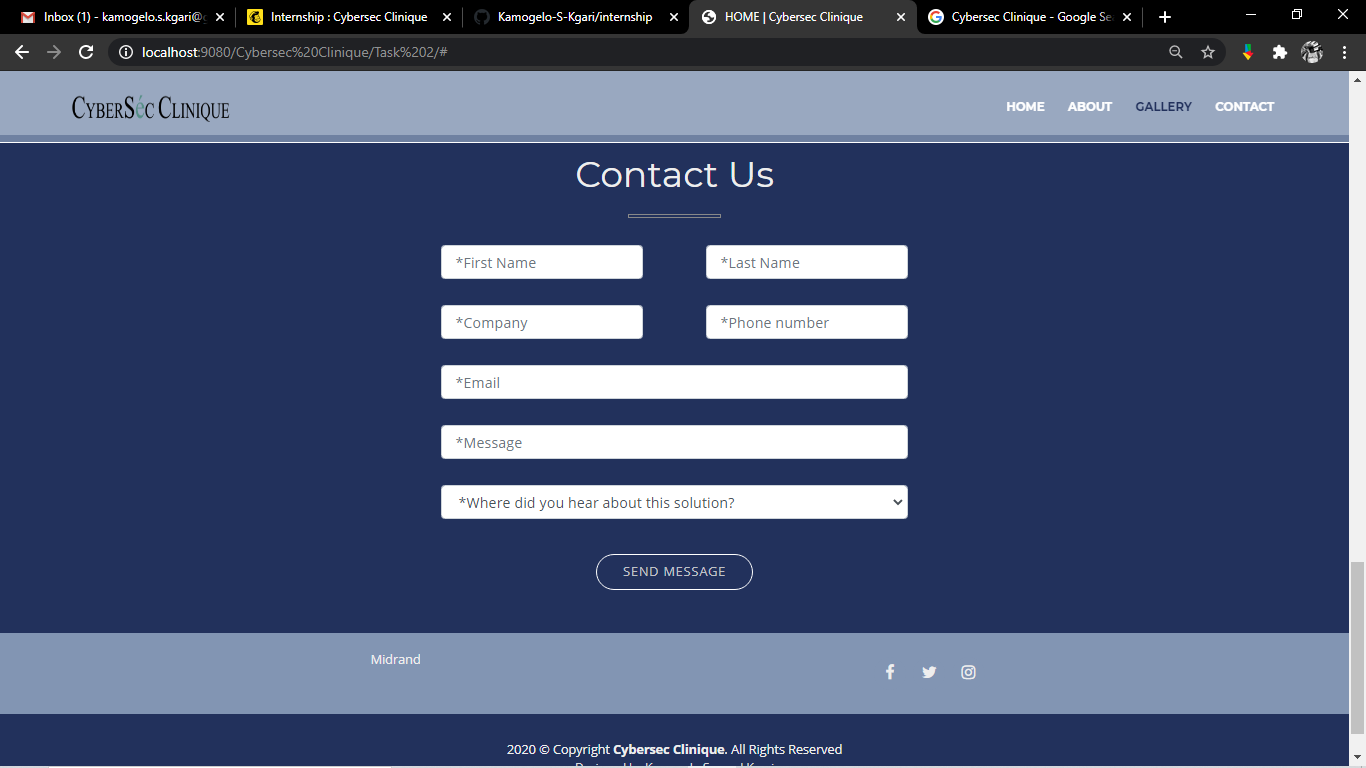 Inbox (1) - kamogelo.s.kgari@g
Internship : Cybersec Clinique
Kamogelo-S-Kgari/internship
HOME | Cybersec Clinique
Cybersec Clinique - Google Se
localhost:9080/Cybersec%20Clinique/Task%202/#
CyberSéc Clinique
HOME ABOUT GALLERY CONTACT
Contact Us
*First Name *Last Name
*Company *Phone number
*Email
*Message
*Where did you hear about this solution?
SEND MESSAGE
Midrand
2020 © Copyright Cybersec Clinique. All Rights Reserved